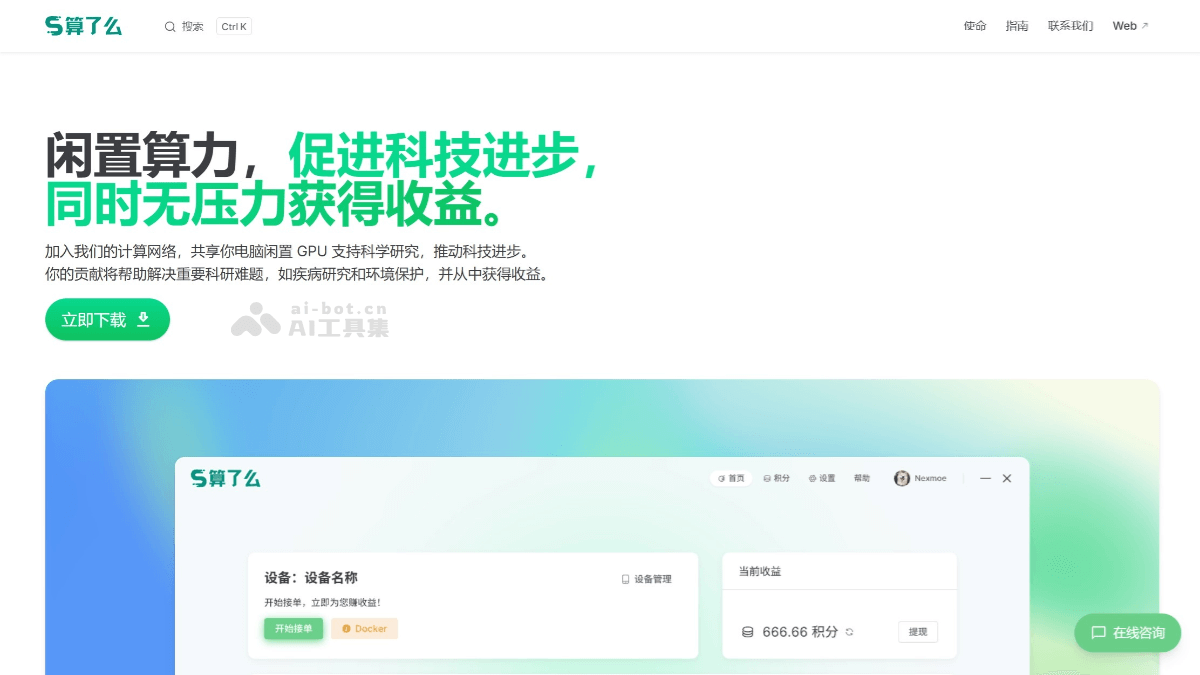 算了么
搜索 Ctrl K
使命 指南 联系我们 Web
闲置算力，促进科技进步，
同时无压力获得收益。
加入我们的计算网络，共享你电脑闲置 GPU 支持科学研究，推动科技进步。
你的贡献将帮助解决重要科研难题，如疾病研究和环境保护，并从中获得收益。
立即下载
ai-bot.cn
AI工具集
算了么
首页 积分 设置 帮助 Nexmoe
设备：设备名称
设备管理
开始接单，立即为您赚收益！
开始接单 Docker
当前收益
666.66 积分
提现
在线咨询